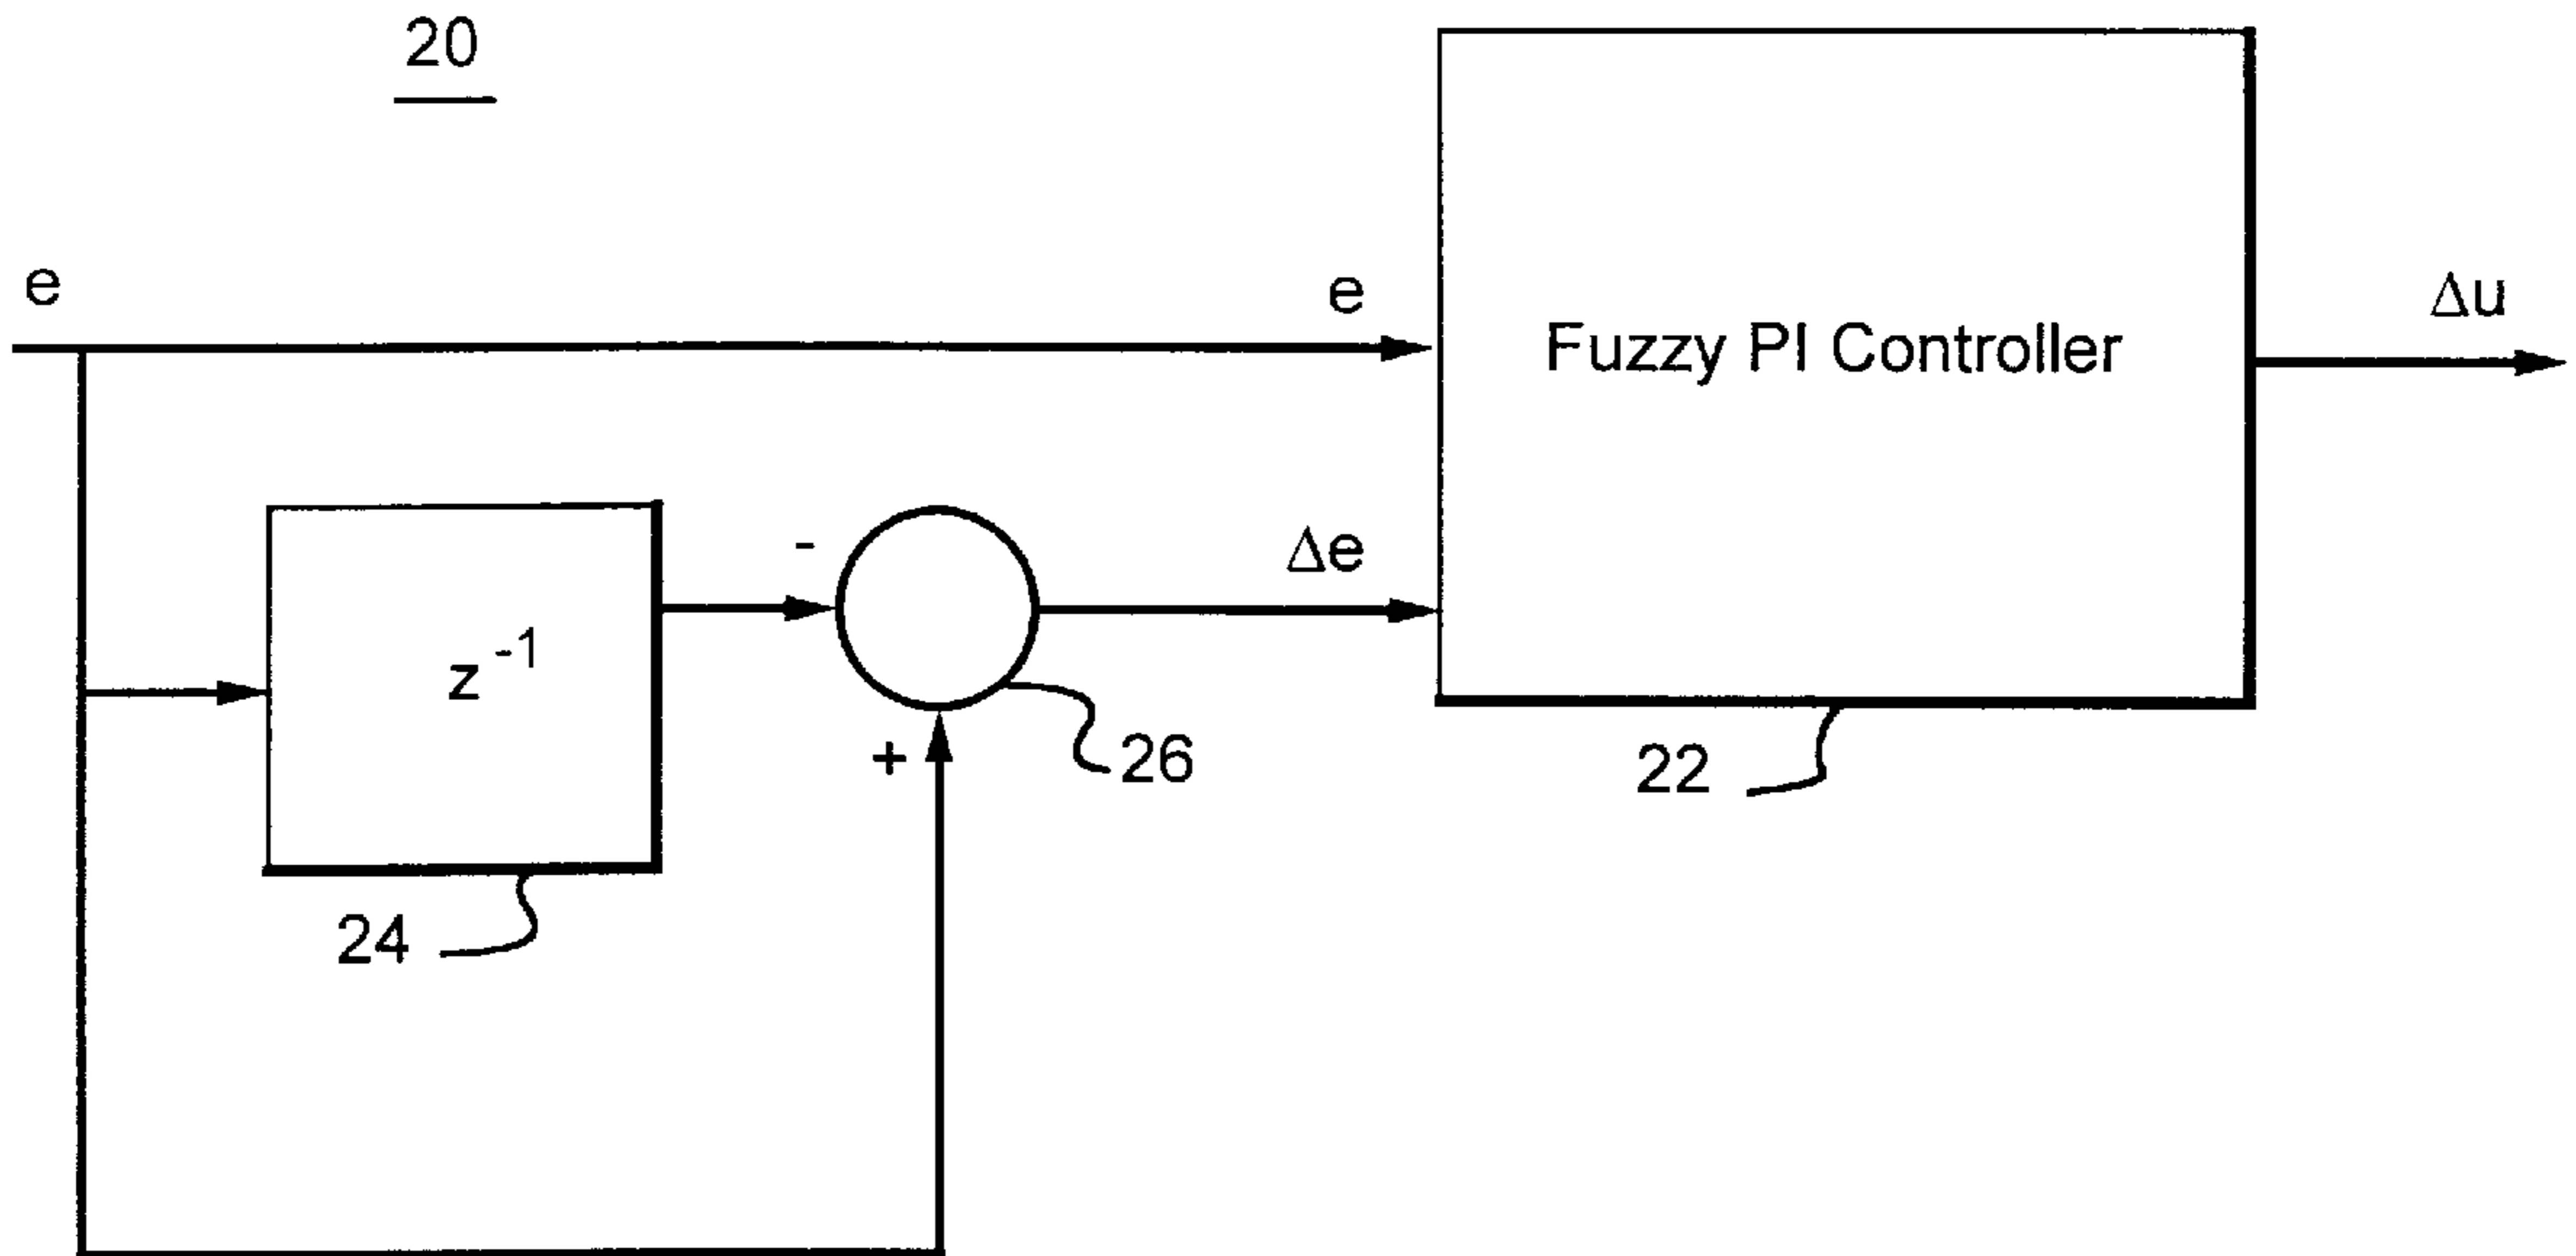 20
e
e
Δu
Fuzzy PI Controller
-
Δe
z⁻¹
+
26
22
24